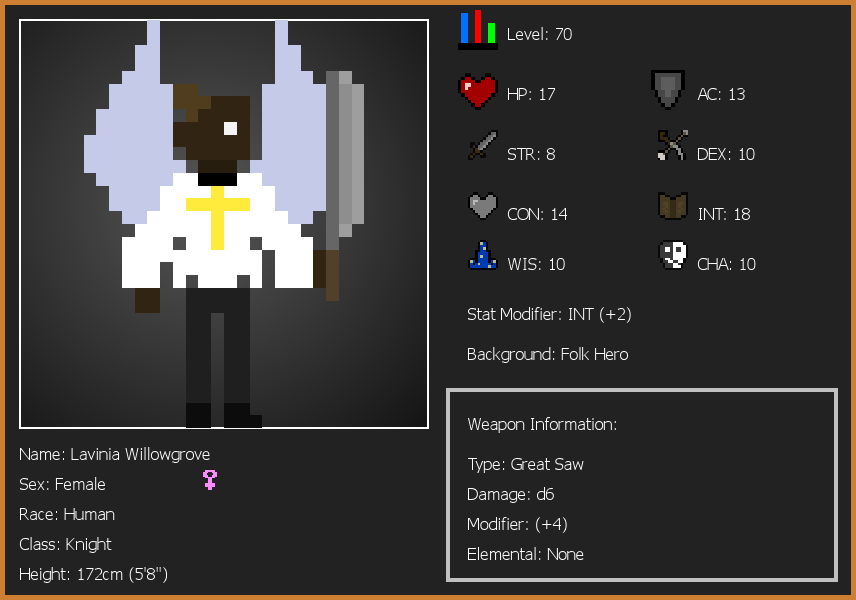 Level: 70
HP: 17
AC: 13
STR: 8
DEX: 10
CON: 14
INT: 18
WIS: 10
CHA: 10
Stat Modifier: INT (+2)
Background: Folk Hero
Weapon Information:
Type: Great Saw
Damage: d6
Modifier: (+4)
Elemental: None
Name: Lavinia Willowgrove
Sex: Female
Race: Human
Class: Knight
Height: 172cm (5'8")